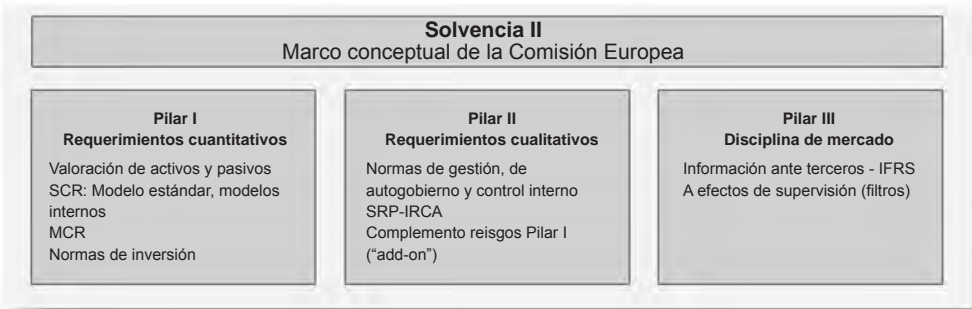 Solvencia II
Marco conceptual de la Comisión Europea
Pilar I
Requerimientos cuantitativos
Valoración de activos y pasivos
SCR: Modelo estándar, modelos
internos
MCR
Normas de inversión
Pilar II
Requerimientos cualitativos
Normas de gestión, de
autogobierno y control interno
SRP-IRCA
Complemento reisgos Pilar I
("add-on")
Pilar III
Disciplina de mercado
Información ante terceros - IFRS
A efectos de supervisión (filtros)